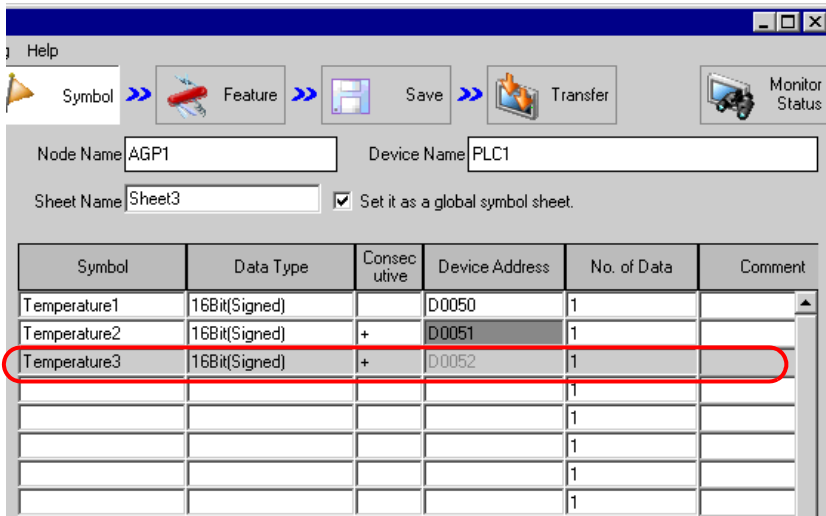 Help
Symbol Feature Save Transfer Monitor Status
Node Name AGP1 Device Name PLC1
Sheet Name Sheet3 Set it as a global symbol sheet.
Symbol Data Type Consecutive Device Address No. of Data Comment
Temperature1 16Bit(Signed) D0050 1
Temperature2 16Bit(Signed) + D0051 1
Temperature3 16Bit(Signed) + D0052 1
1
1
1
1
1